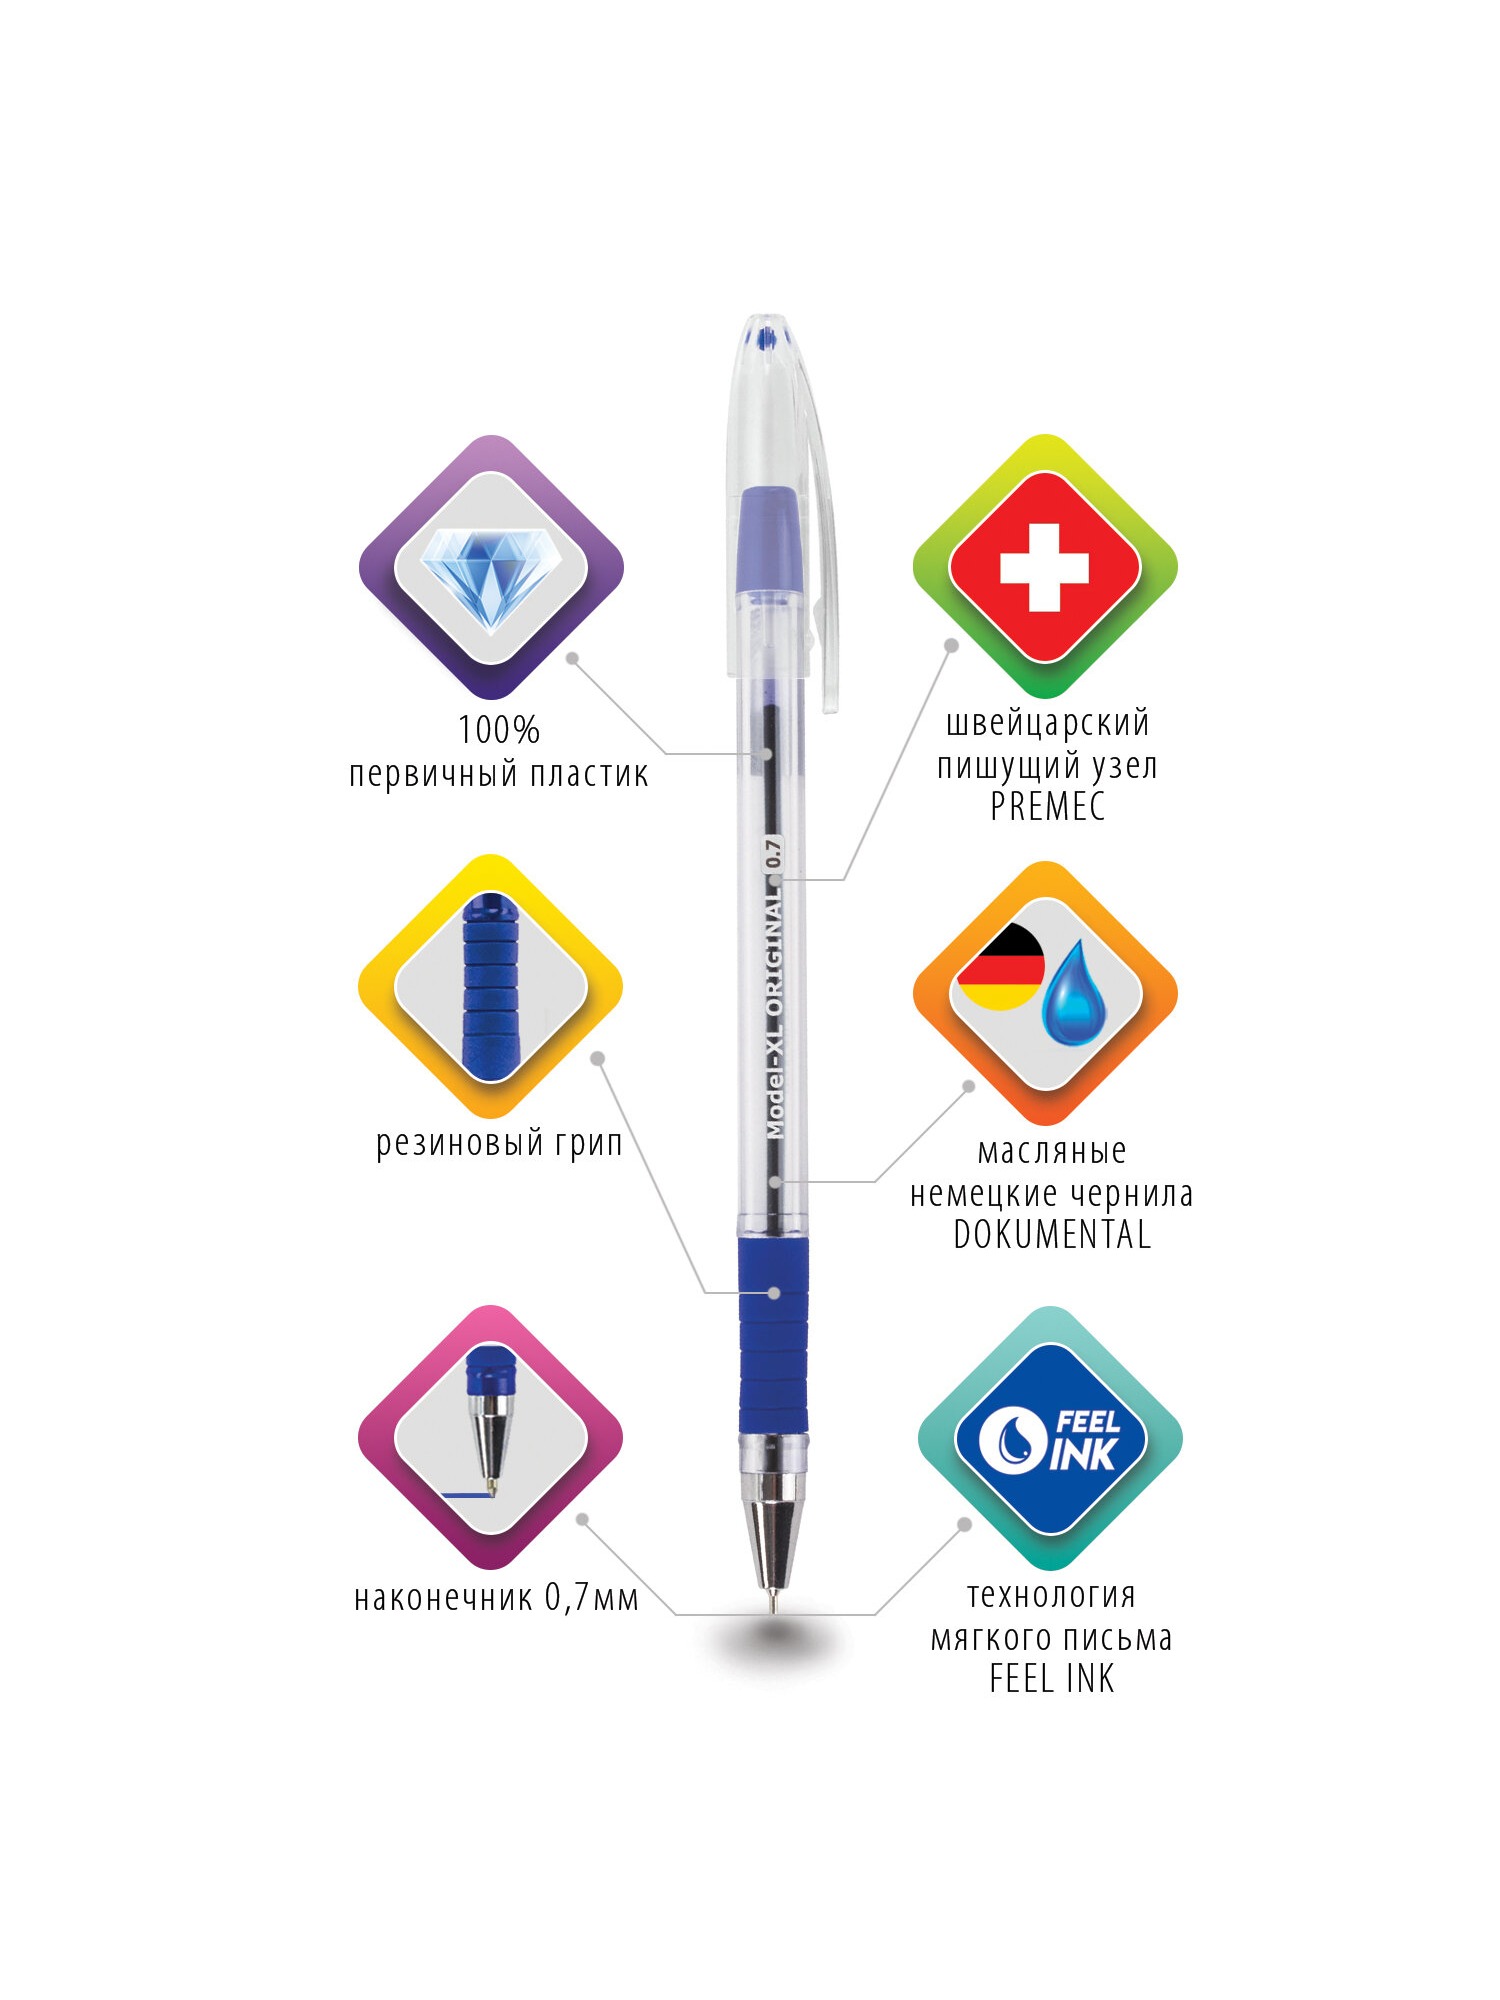 100%
первичный пластик
швейцарский
пишущий узел
PREMEC
Model-XL ORIGINAL 0.7
резиновый грип
масляные
немецкие чернила
DOKUMENTAL
наконечник 0,7мм
FEEL
INK
технология
мягкого письма
FEEL INK